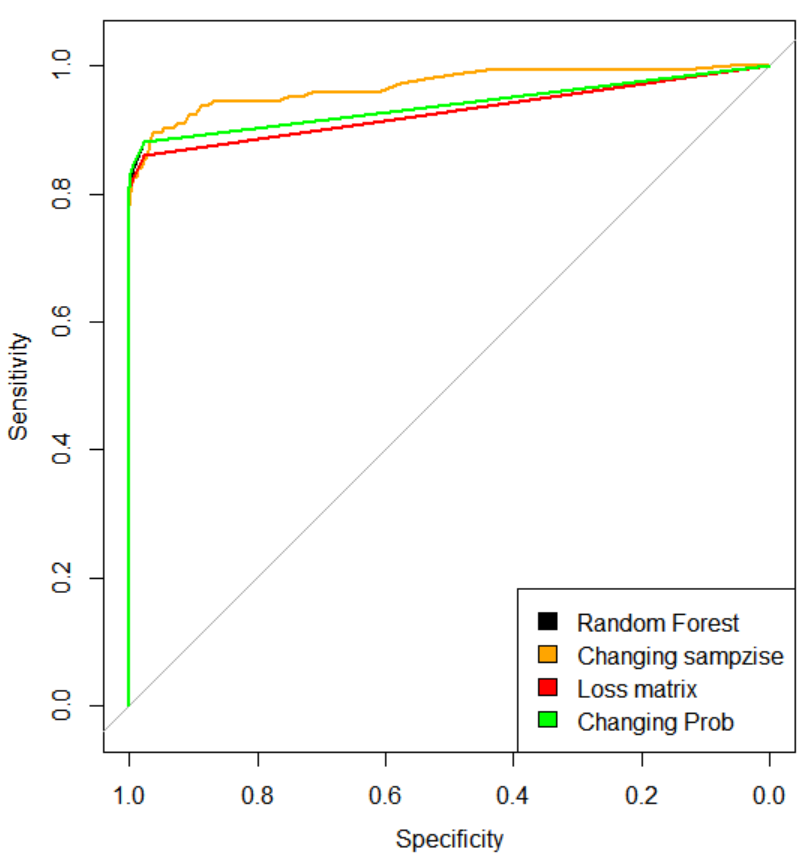 1.0
0.8
0.6
0.4
0.2
0.0
Sensitivity
Random Forest
Changing sampzise
Loss matrix
Changing Prob
1.0 0.8 0.6 0.4 0.2 0.0
Specificity